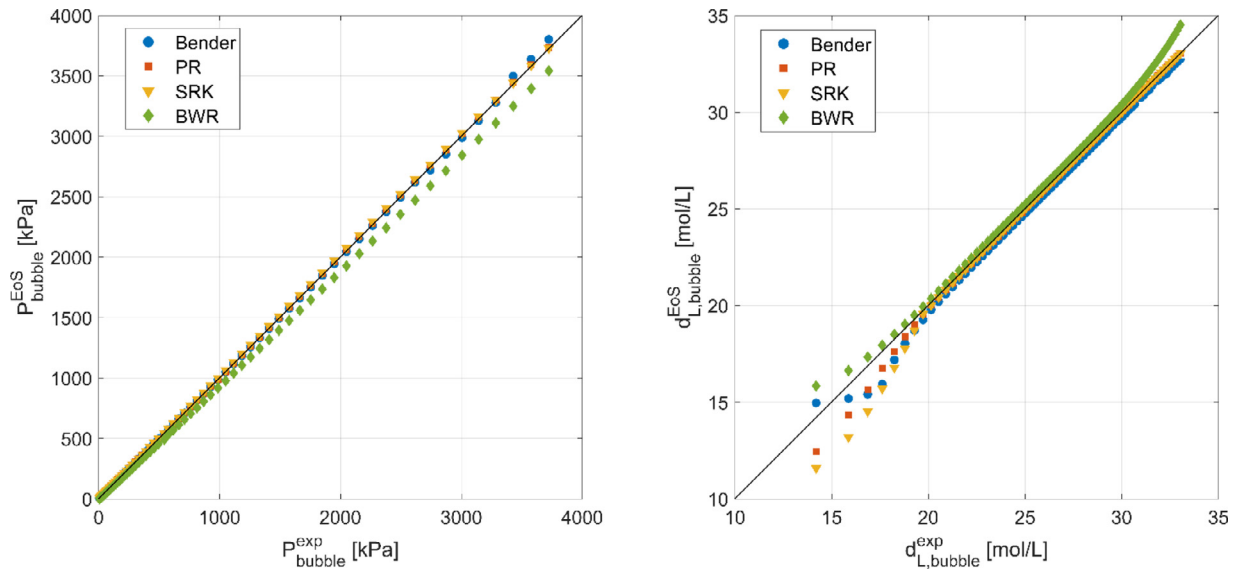 4000
3500
3000
2500
2000
1500
1000
500
0
P^EoS_bubble [kPa]
Bender
PR
SRK
BWR
0 1000 2000 3000 4000
P^exp_bubble [kPa]
35
30
25
20
15
10
d^EoS_L,bubble [mol/L]
Bender
PR
SRK
BWR
10 15 20 25 30 35
d^exp_L,bubble [mol/L]